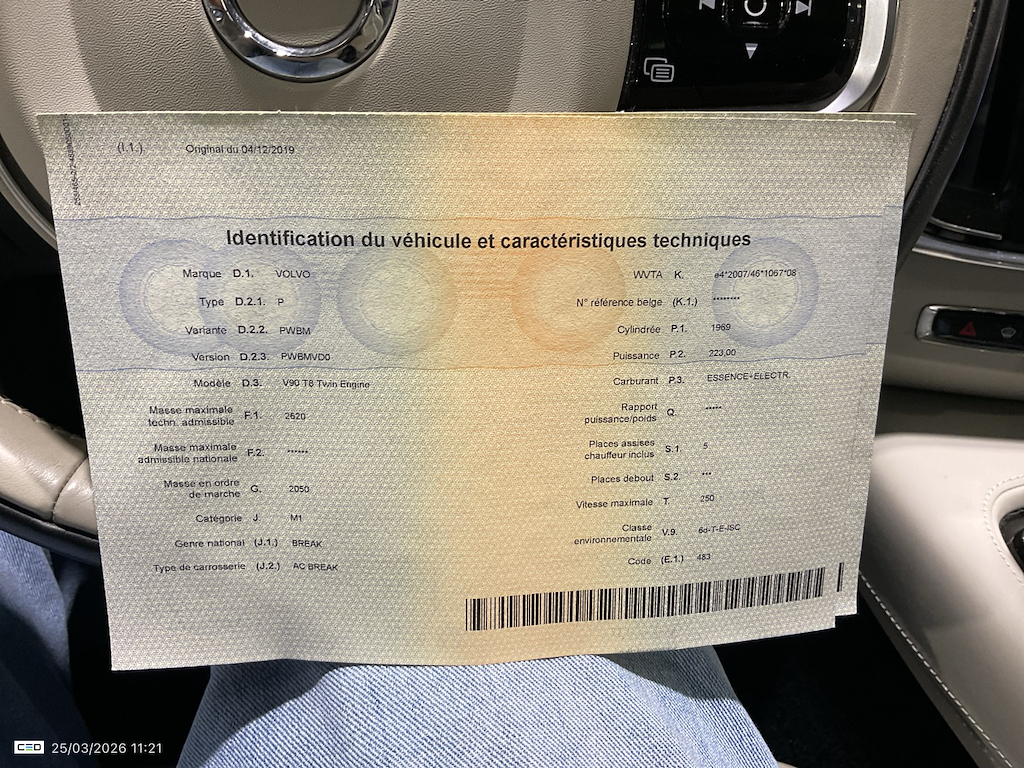 (I.1.) Original du 04/12/2019
Identification du véhicule et caractéristiques techniques
Marque D.1. VOLVO
Type D.2.1. P
Variante D.2.2. PWBM
Version D.2.3. PWBMVD0
Modèle D.3. V90 T8 Twin Engine
Masse maximale
techn. admissible F.1. 2620
Masse maximale
admissible nationale F.2. ******
Masse en ordre
de marche G. 2050
Catégorie J. M1
Genre national (J.1.) BREAK
Type de carrosserie (J.2.) AC BREAK
WVTA K. e4*2007/46*1067*08
N° référence belge (K.1.) ********
Cylindrée P.1. 1969
Puissance P.2. 223,00
Carburant P.3. ESSENCE+ELECTR.
Rapport
puissance/poids Q. *****
Places assises
chauffeur inclus S.1. 5
Places debout S.2. ***
Vitesse maximale T. 250
Classe
environnementale V.9. 6d-T-E-ISC
Code (E.1.) 483
CEO 25/03/2026 11:21